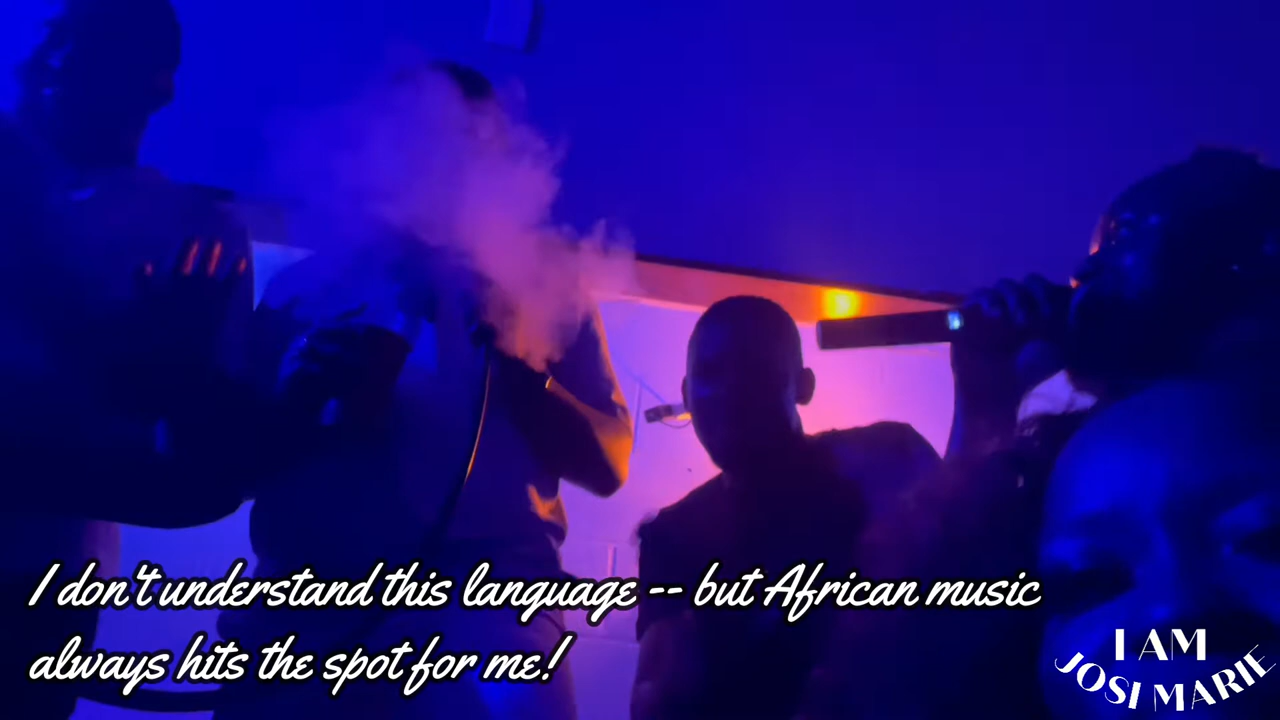 I don't understand this language -- but African music
always hits the spot for me!
I AM
JOSI MARIE